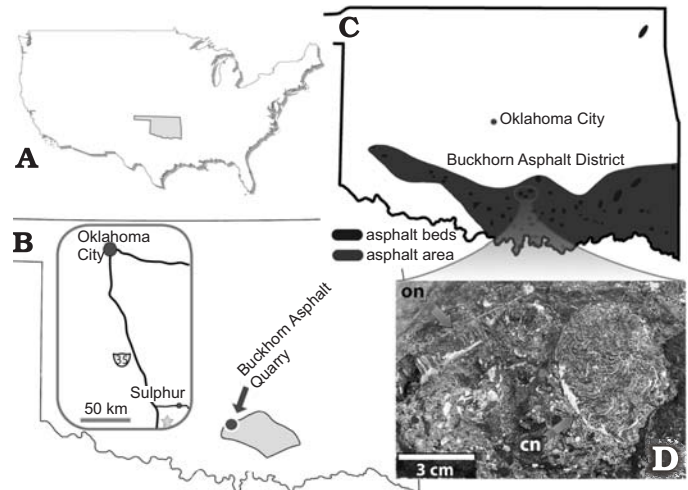 A
B
Oklahoma
City
35
Sulphur
50 km
Buckhorn Asphalt
Quarry
C
Oklahoma City
Buckhorn Asphalt District
asphalt beds
asphalt area
on
cn
3 cm
D